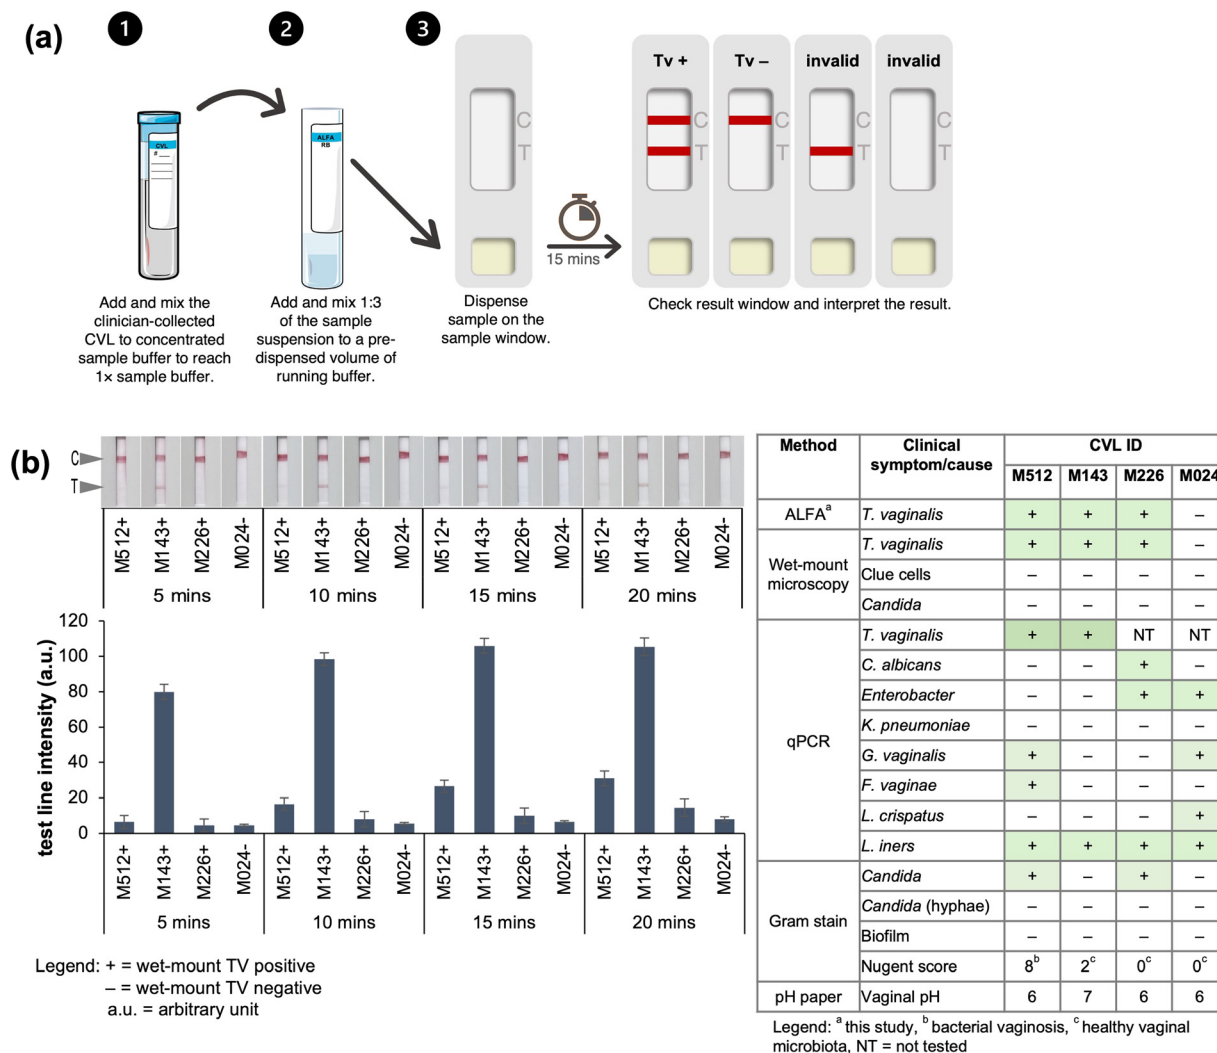 (a)
1
2
3
CVL
#
ALFA
RB
C
T
15 mins
Tv +
Tv –
invalid
invalid
C
T
C
T
C
T
C
T
Add and mix the
clinician-collected
CVL to concentrated
sample buffer to reach
1× sample buffer.
Add and mix 1:3
of the sample
suspension to a pre-
dispensed volume of
running buffer.
Dispense
sample on the
sample window.
Check result window and interpret the result.
(b)
C
T
M512+ M143+ M226+ M024- M512+ M143+ M226+ M024- M512+ M143+ M226+ M024- M512+ M143+ M226+ M024-
5 mins 10 mins 15 mins 20 mins
test line intensity (a.u.)
120
100
80
60
40
20
0
M512+ M143+ M226+ M024- M512+ M143+ M226+ M024- M512+ M143+ M226+ M024- M512+ M143+ M226+ M024-
5 mins 10 mins 15 mins 20 mins
Legend: + = wet-mount TV positive
– = wet-mount TV negative
a.u. = arbitrary unit
Method Clinical symptom/cause CVL ID
M512 M143 M226 M024
ALFAa T. vaginalis + + + –
Wet-mount microscopy T. vaginalis + + + –
Clue cells – – – –
Candida – – – –
qPCR T. vaginalis + + NT NT
C. albicans – – + –
Enterobacter – – + +
K. pneumoniae – – – –
G. vaginalis + – – +
F. vaginae + – – –
L. crispatus – – – +
L. iners + + + +
Gram stain Candida + – + –
Candida (hyphae) – – – –
Biofilm – – – –
Nugent score 8b 2c 0c 0c
pH paper Vaginal pH 6 7 6 6
Legend: a this study, b bacterial vaginosis, c healthy vaginal
microbiota, NT = not tested